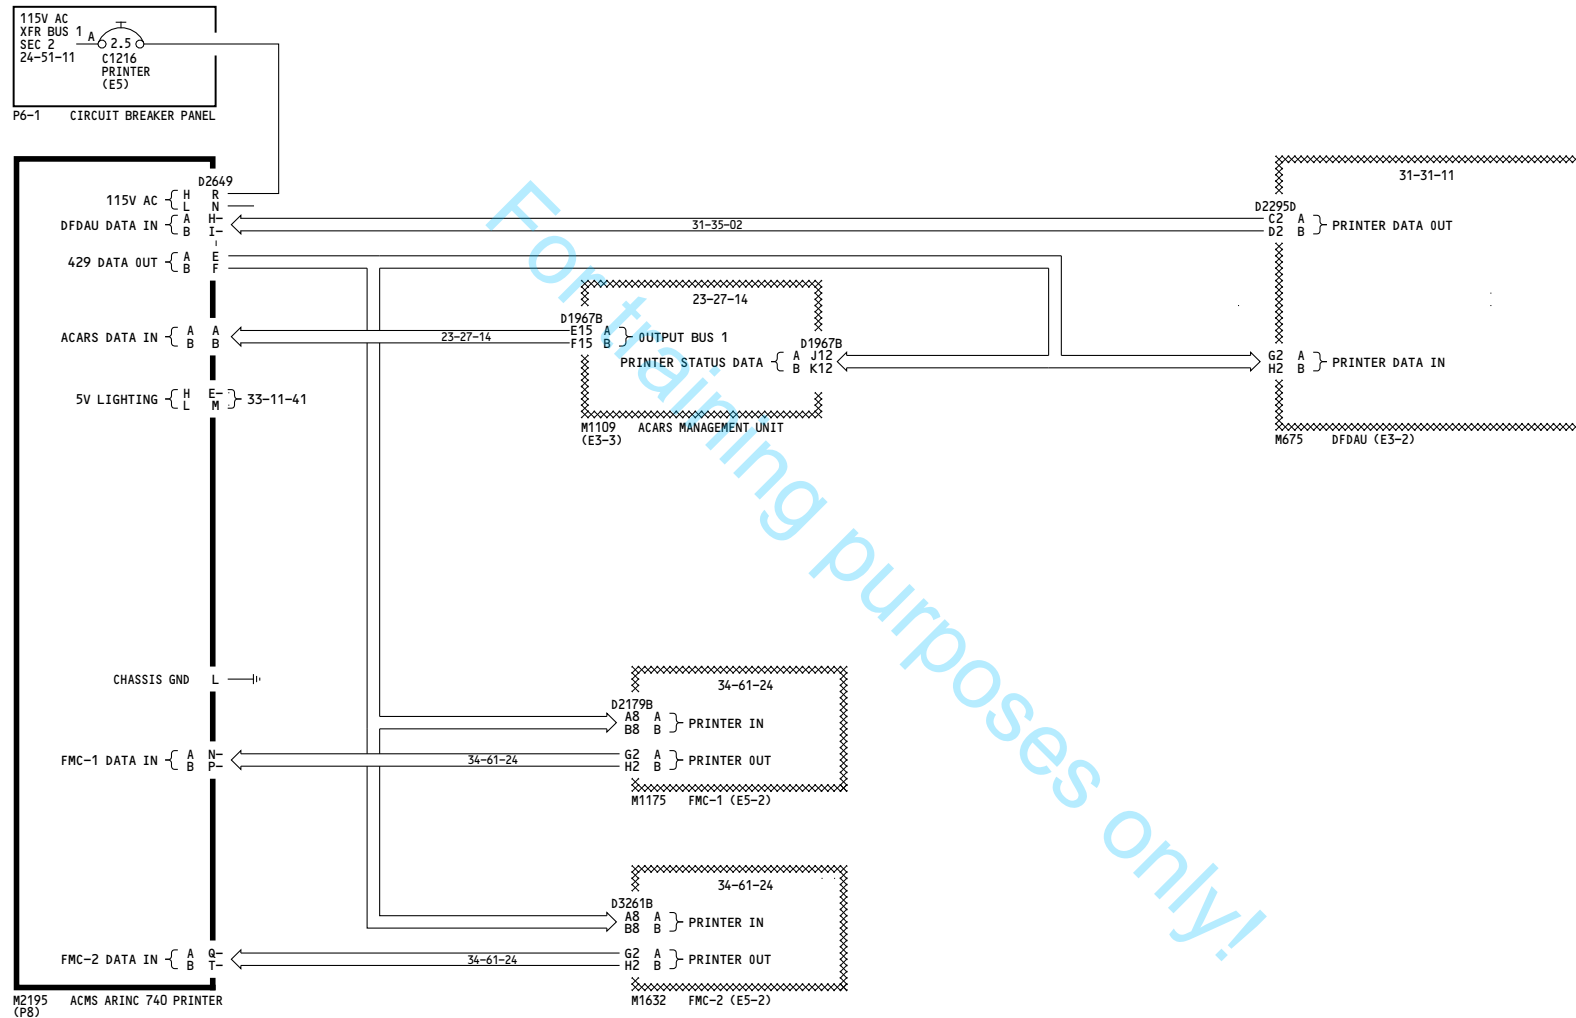 115V AC
XFR BUS 1
SEC 2
24-51-11
A
2.5
C1216
PRINTER
(E5)
P6-1 CIRCUIT BREAKER PANEL
D2649
115V AC H R
L N
DFDAU DATA IN A H-
B I-
31-35-02
429 DATA OUT A E
B F
ACARS DATA IN A A
B B
23-27-14
5V LIGHTING H E- 33-11-41
L M
CHASSIS GND L
FMC-1 DATA IN A N-
B P-
34-61-24
FMC-2 DATA IN A Q-
B T-
34-61-24
M2195 ACMS ARINC 740 PRINTER
(P8)
23-27-14
D1967B
E15 A OUTPUT BUS 1
F15 B
D1967B
PRINTER STATUS DATA A J12
B K12
M1109 ACARS MANAGEMENT UNIT
(E3-3)
31-31-11
D2295D
C2 A PRINTER DATA OUT
D2 B
G2 A PRINTER DATA IN
H2 B
M675 DFDAU (E3-2)
34-61-24
D2179B
A8 A PRINTER IN
B8 B
G2 A PRINTER OUT
H2 B
M1175 FMC-1 (E5-2)
34-61-24
D3261B
A8 A PRINTER IN
B8 B
G2 A PRINTER OUT
H2 B
M1632 FMC-2 (E5-2)
For training purposes only!